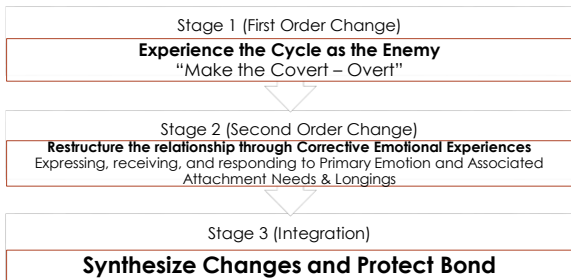 Stage 1 (First Order Change)
Experience the Cycle as the Enemy
“Make the Covert – Overt”
Stage 2 (Second Order Change)
Restructure the relationship through Corrective Emotional Experiences
Expressing, receiving, and responding to Primary Emotion and Associated
Attachment Needs & Longings
Stage 3 (Integration)
Synthesize Changes and Protect Bond